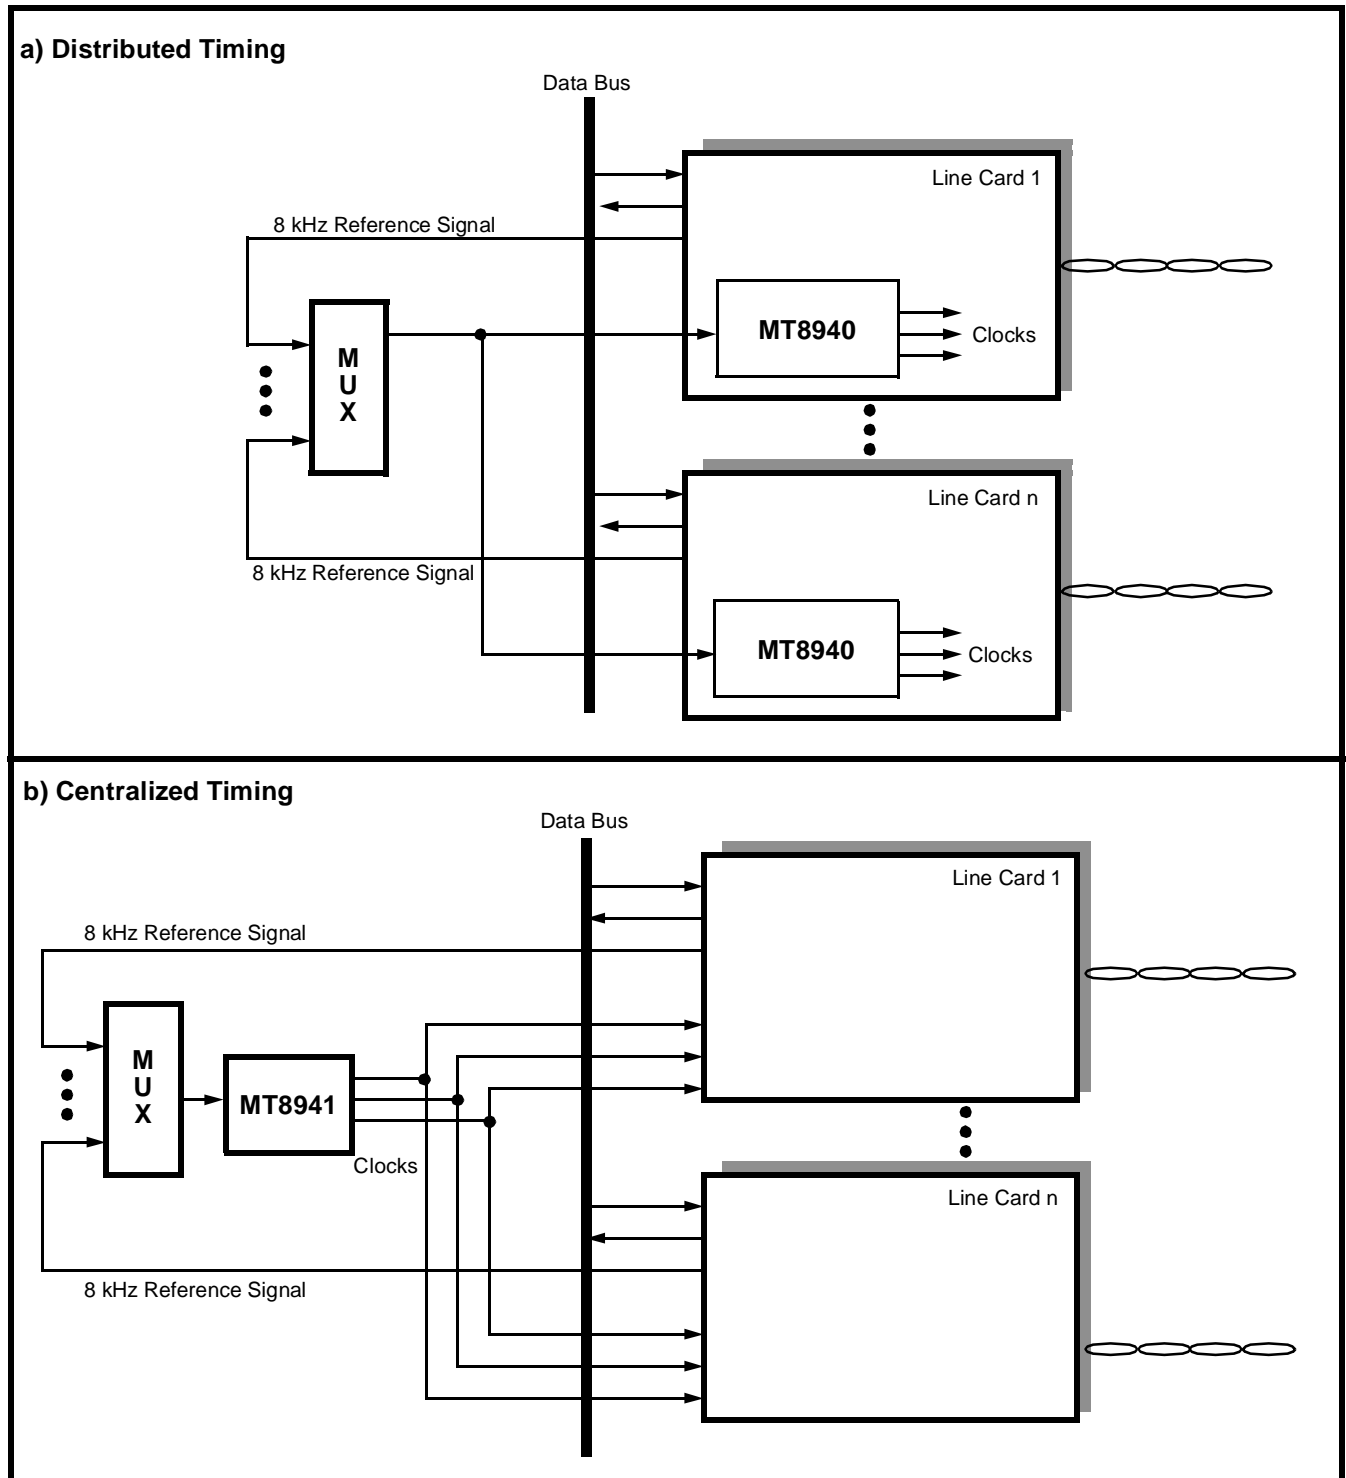 a) Distributed Timing
Data Bus
Line Card 1
8 kHz Reference Signal
MUX
MT8940
Clocks
Line Card n
8 kHz Reference Signal
MT8940
Clocks
b) Centralized Timing
Data Bus
Line Card 1
8 kHz Reference Signal
MUX
MT8941
Clocks
Line Card n
8 kHz Reference Signal